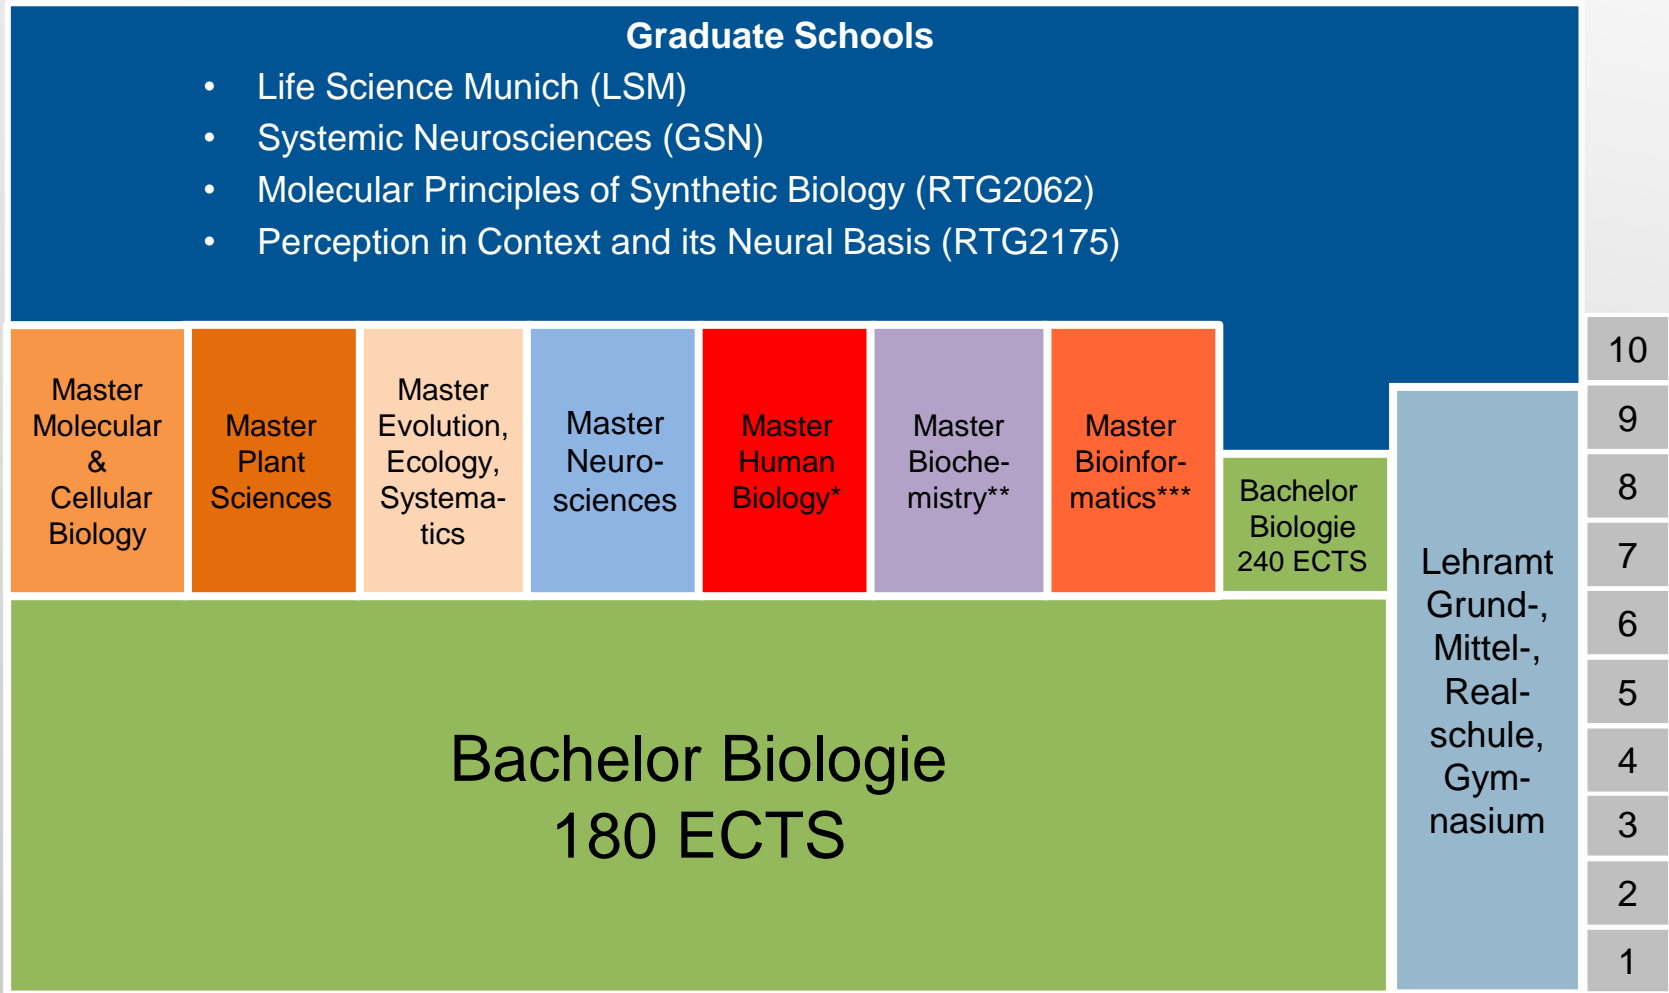 Graduate Schools
• Life Science Munich (LSM)
• Systemic Neurosciences (GSN)
• Molecular Principles of Synthetic Biology (RTG2062)
• Perception in Context and its Neural Basis (RTG2175)
Master
Molecular
&
Cellular
Biology
Master
Plant
Sciences
Master
Evolution,
Ecology,
Systema-
tics
Master
Neuro-
sciences
Master
Human
Biology*
Master
Bioche-
mistry**
Master
Bioinfor-
matics***
Bachelor
Biologie
240 ECTS
Lehramt
Grund-,
Mittel-,
Real-
schule,
Gym-
nasium
Bachelor Biologie
180 ECTS
10
9
8
7
6
5
4
3
2
1